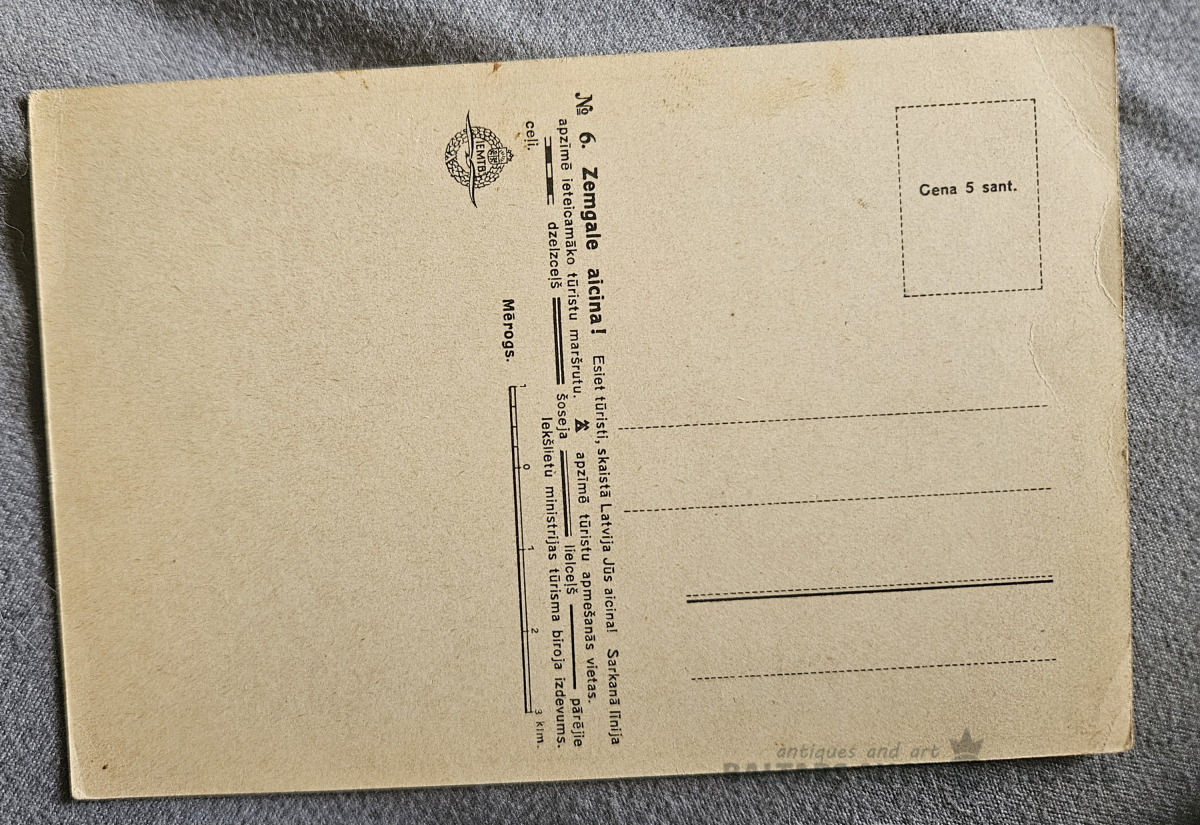 № 6. Zemgale aicina! Esiet tūristi, skaistā Latvija Jūs aicina! Sarkanā līnija
apzīmē ieteicamāko tūristu maršrutu. apzīmē tūristu apmešanās vietas.
dzelzceļš šoseja lielceļš pārējie
ceļi. Iekšlietu ministrijas tūrisma biroja izdevums.
Mērogs. 1 0 1 2 3 klm.
IEMTB.
Cena 5 sant.
antiques and art